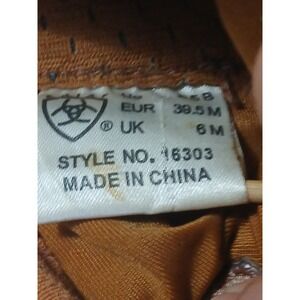 EUR 39.5 M
® UK 6 M
STYLE NO. 16303
MADE IN CHINA